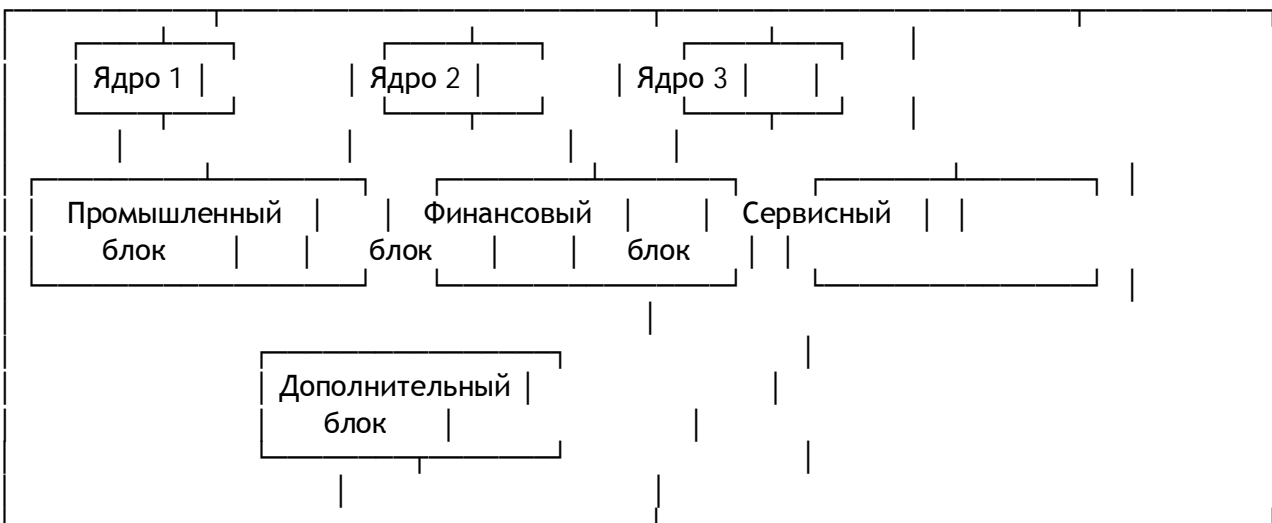 Ядро 1 Ядро 2 Ядро 3
Промышленный Финансовый Сервисный
блок блок блок
Дополнительный
блок